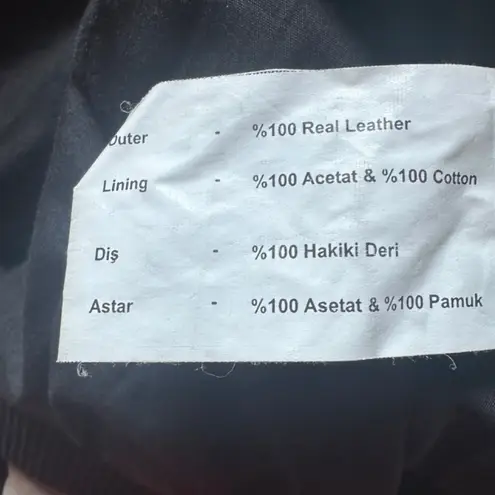 Outer - %100 Real Leather
Lining - %100 Acetat & %100 Cotton
Diş - %100 Hakiki Deri
Astar - %100 Asetat & %100 Pamuk